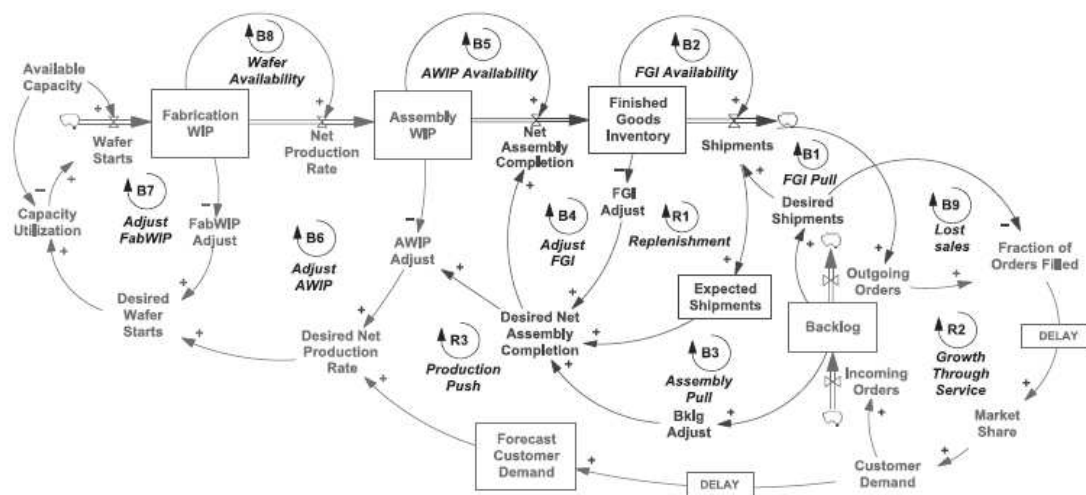 B8
Wafer
Availability
B5
AWIP Availability
B2
FGI Availability
Available
Capacity
Fabrication
WIP
Assembly
WIP
Finished
Goods
Inventory
Wafer
Starts
Net
Production
Rate
Net
Assembly
Completion
Shipments
B1
FGI Pull
B7
Adjust
FabWIP
Capacity
Utilization
FabWIP
Adjust
B6
Adjust
AWIP
AWIP
Adjust
B4
Adjust
FGI
FGI
Adjust
R1
Replenishment
Desired
Shipments
B9
Lost
sales
Fraction of
Orders Filled
Outgoing
Orders
Expected
Shipments
Backlog
Desired
Wafer
Starts
Desired Net
Production
Rate
R3
Production
Push
Desired Net
Assembly
Completion
B3
Assembly
Pull
Incoming
Orders
R2
Growth
Through
Service
DELAY
Bklg
Adjust
Market
Share
Forecast
Customer
Demand
DELAY
Customer
Demand